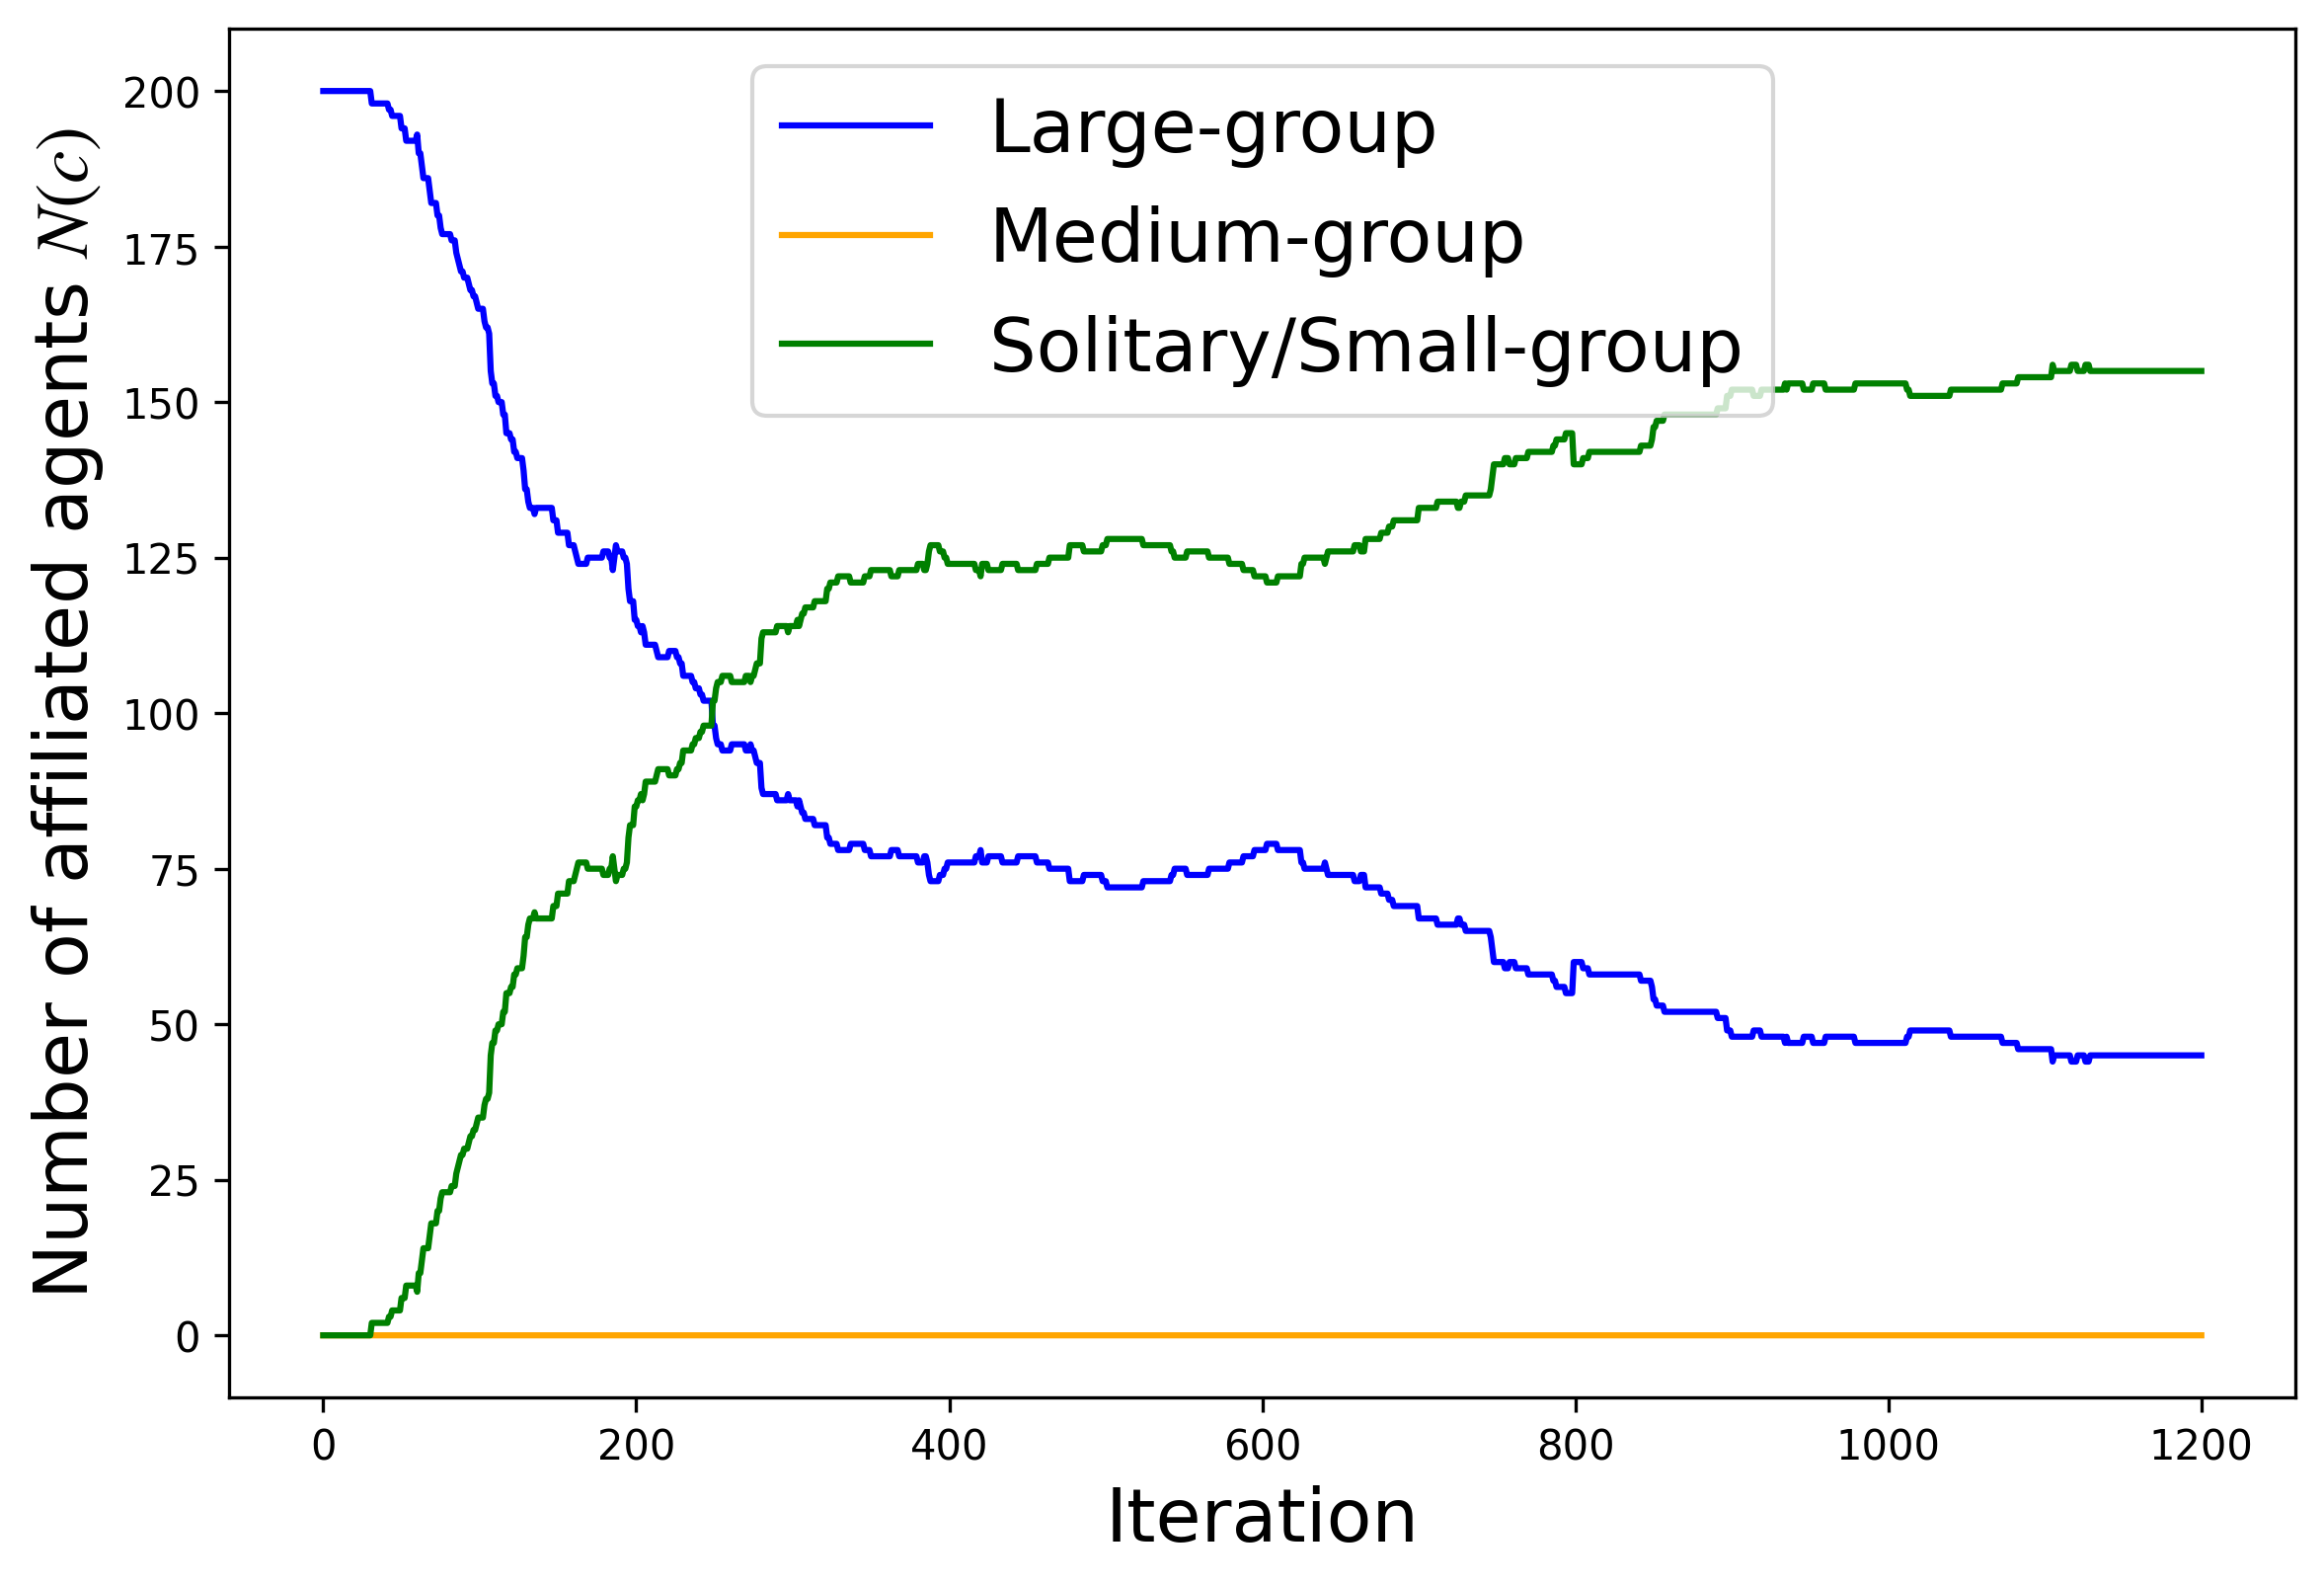 Number of affiliated agents N(c)
200
175
150
125
100
75
50
25
0
Large-group
Medium-group
Solitary/Small-group
0 200 400 600 800 1000 1200
Iteration